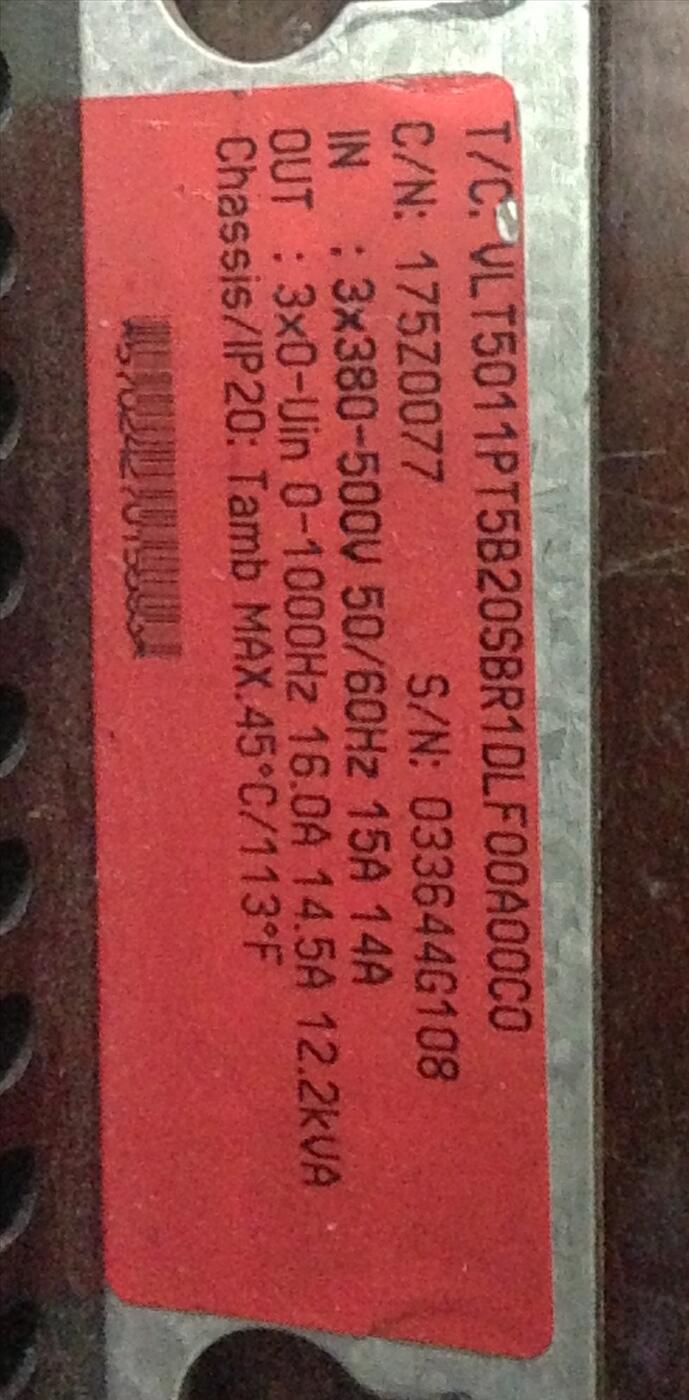 T/C: VLT5011PT5B20SBR1DLF00A00C0
C/N: 175Z0077 S/N: 033644G108
IN : 3x380-500V 50/60Hz 15A 14A
OUT : 3x0-Uin 0-1000Hz 16.0A 14.5A 12.2kVA
Chassis/IP20: Tamb MAX.45°C/113°F